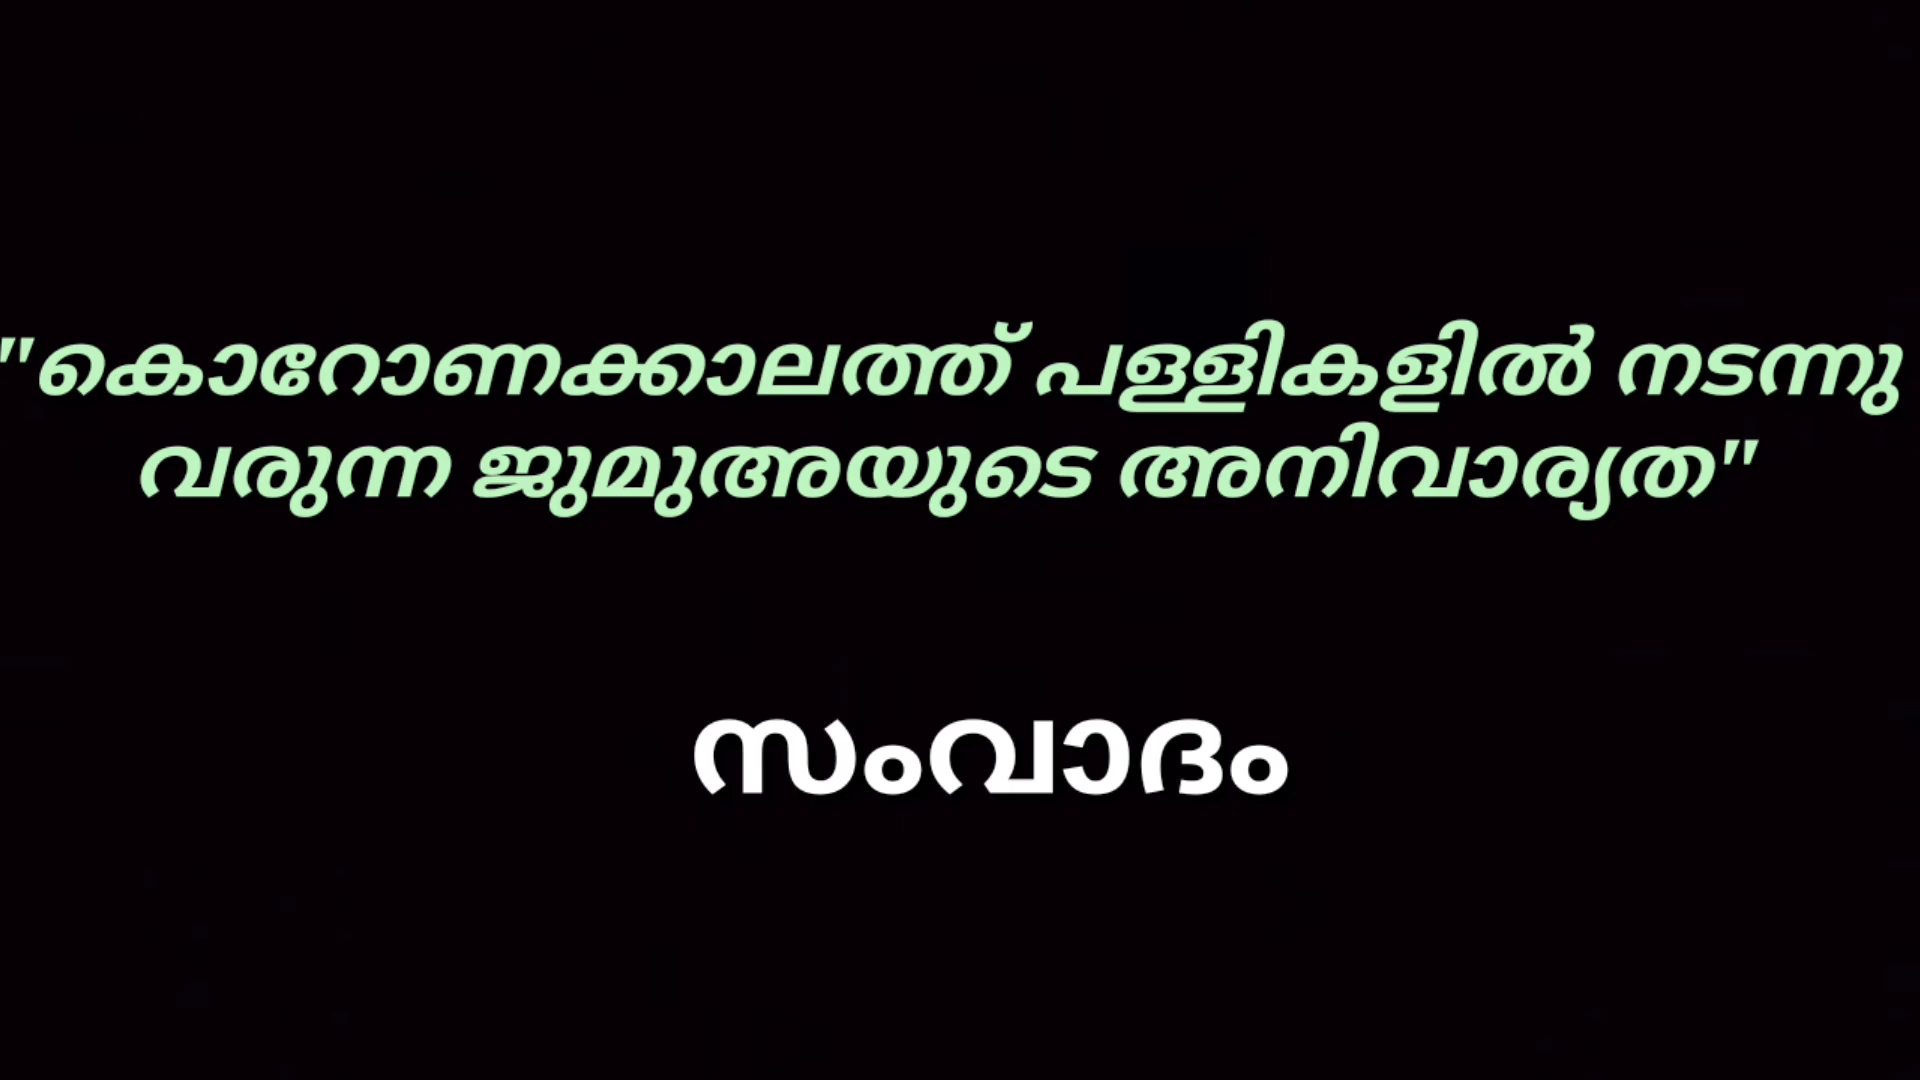 "കൊറോണക്കാലത്ത് പള്ളികളിൽ നടന്നു
വരുന്ന ജുമുഅയുടെ അനിവാര്യത"
സംവാദം